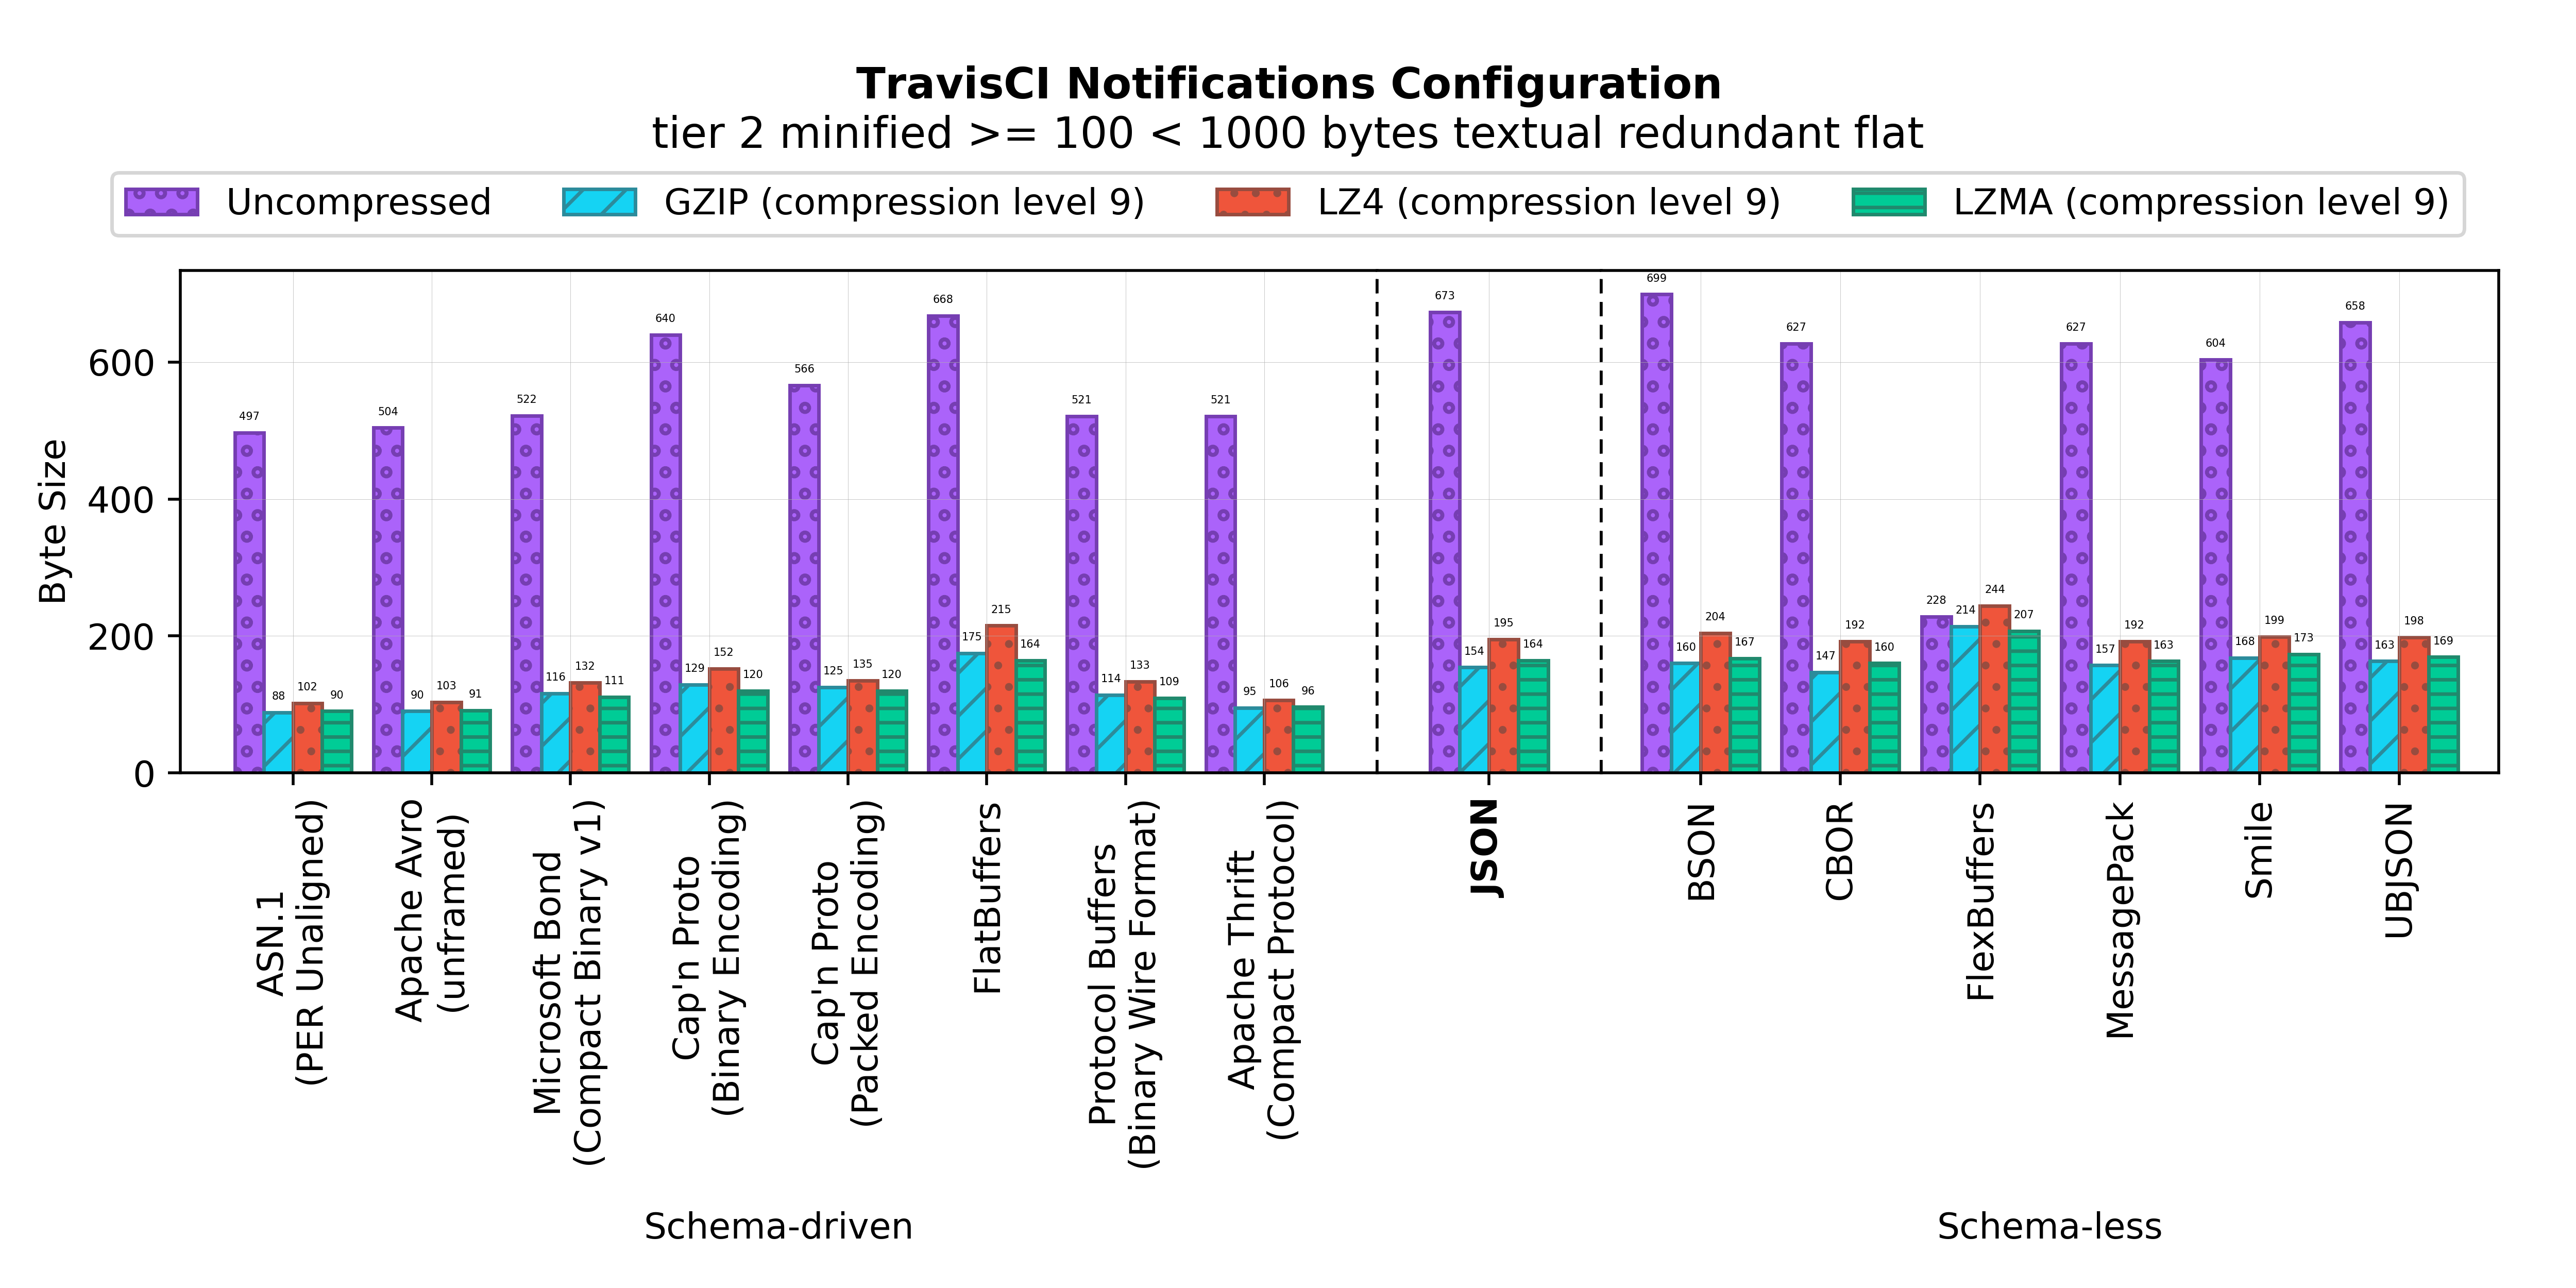 TravisCI Notifications Configuration
tier 2 minified >= 100 < 1000 bytes textual redundant flat
Uncompressed
GZIP (compression level 9)
LZ4 (compression level 9)
LZMA (compression level 9)
Byte Size
600
400
200
0
497
88
102
90
504
90
103
91
522
116
132
111
640
129
152
120
566
125
135
120
668
175
215
164
521
114
133
109
521
95
106
96
673
154
195
164
699
160
204
167
627
147
192
160
228
214
244
207
627
157
192
163
604
168
199
173
658
163
198
169
ASN.1
(PER Unaligned)
Apache Avro
(unframed)
Microsoft Bond
(Compact Binary v1)
Cap'n Proto
(Binary Encoding)
Cap'n Proto
(Packed Encoding)
FlatBuffers
Protocol Buffers
(Binary Wire Format)
Apache Thrift
(Compact Protocol)
JSON
BSON
CBOR
FlexBuffers
MessagePack
Smile
UBJSON
Schema-driven
Schema-less